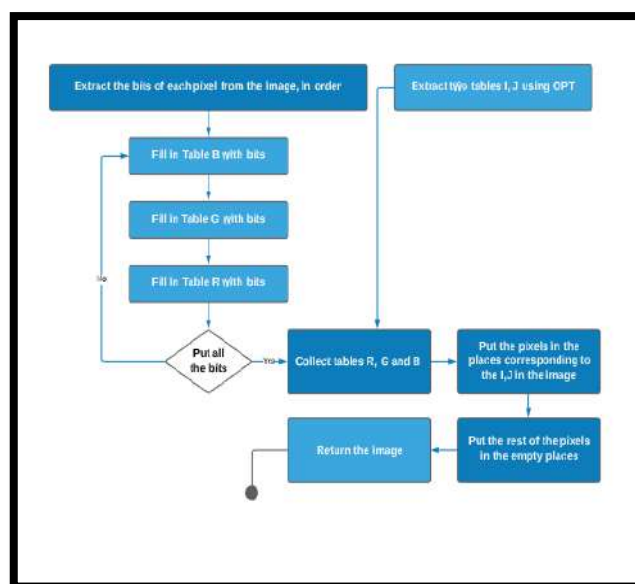 Extract the bits of each pixel from the image, in order
Extract two tables I, J using OPT
Fill in Table B with bits
Fill in Table G with bits
Fill in Table R with bits
No
Put all
the bits
Yes
Collect tables R, G and B
Put the pixels in the
places corresponding to
the I,J in the image
Return the image
Put the rest of the pixels
in the empty places